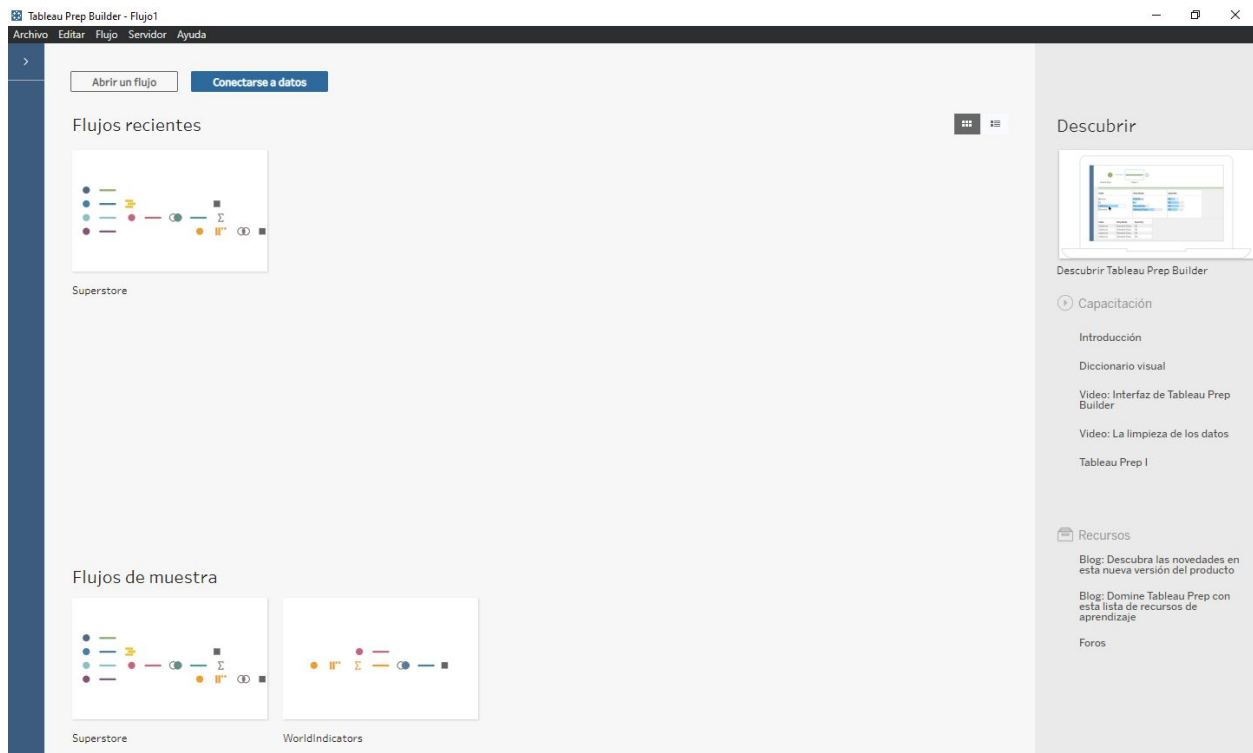 Tableau Prep Builder - Flujo1
Archivo Editar Flujo Servidor Ayuda
Abrir un flujo
Conectarse a datos
Flujos recientes
Superstore
Flujos de muestra
Superstore
WorldIndicators
Descubrir
Descubrir Tableau Prep Builder
Capacitación
Introducción
Diccionario visual
Video: Interfaz de Tableau Prep
Builder
Video: La limpieza de los datos
Tableau Prep I
Recursos
Blog: Descubra las novedades en
esta nueva versión del producto
Blog: Domine Tableau Prep con
esta lista de recursos de
aprendizaje
Foros